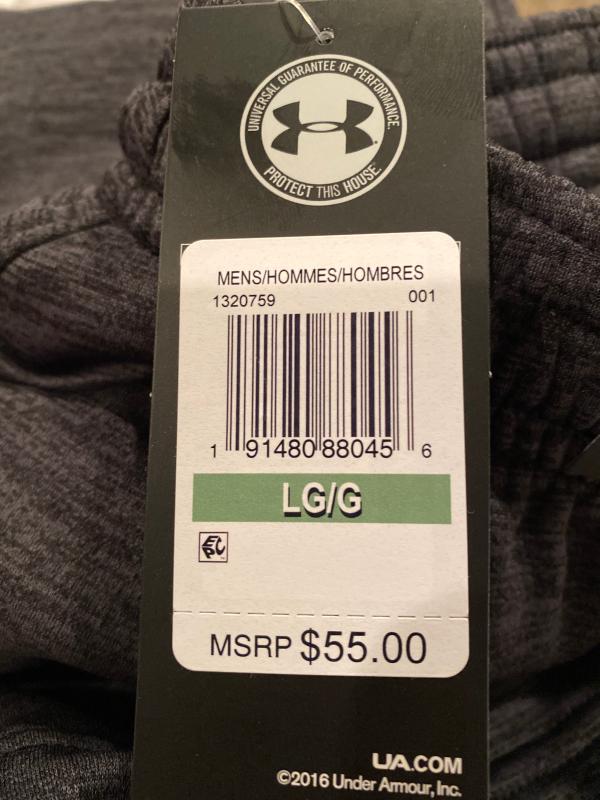 UNIVERSAL GUARANTEE OF PERFORMANCE.
PROTECT THIS HOUSE.
MENS/HOMMES/HOMBRES
1320759 001
1 91480 88045 6
LG/G
EPC
MSRP $55.00
UA.COM
©2016 Under Armour, Inc.